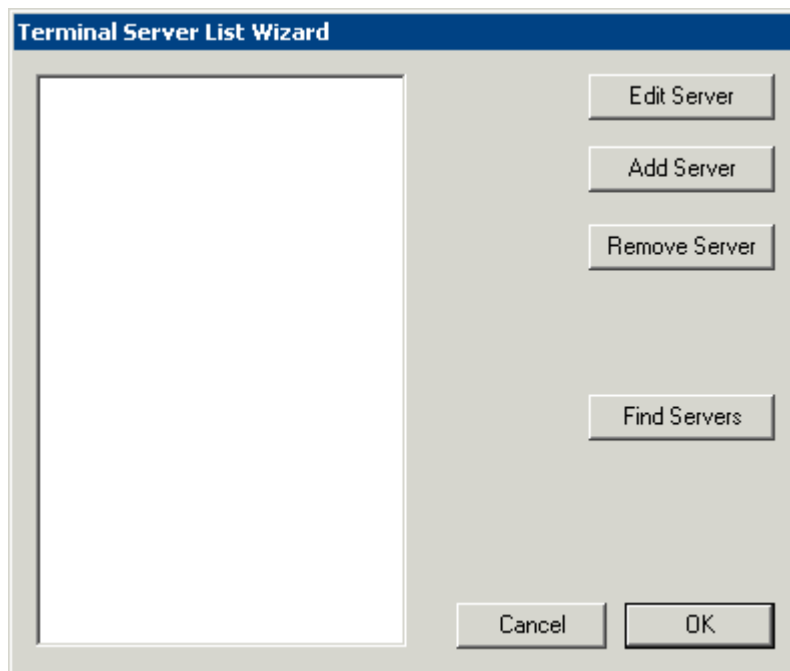 Terminal Server List Wizard
Edit Server
Add Server
Remove Server
Find Servers
Cancel
OK